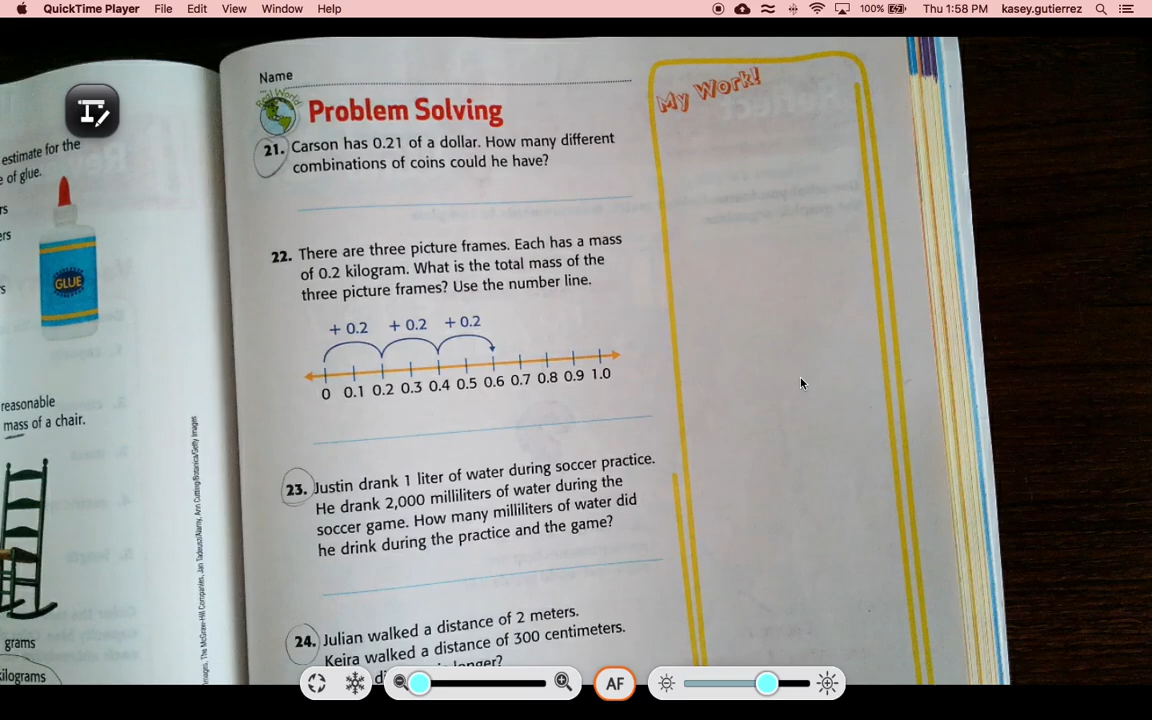 QuickTime Player File Edit View Window Help 100% Thu 1:58 PM kasey.gutierrez
estimate for the
of glue.
rs
ers
s
GLUE
reasonable
mass of a chair.
grams
kilograms
Name
Real World
Problem Solving
21. Carson has 0.21 of a dollar. How many different
combinations of coins could he have?
22. There are three picture frames. Each has a mass
of 0.2 kilogram. What is the total mass of the
three picture frames? Use the number line.
+ 0.2 + 0.2 + 0.2
0 0.1 0.2 0.3 0.4 0.5 0.6 0.7 0.8 0.9 1.0
23. Justin drank 1 liter of water during soccer practice.
He drank 2,000 milliliters of water during the
soccer game. How many milliliters of water did
he drink during the practice and the game?
24. Julian walked a distance of 2 meters.
Keira walked a distance of 300 centimeters.
longer?
My Work!
AF